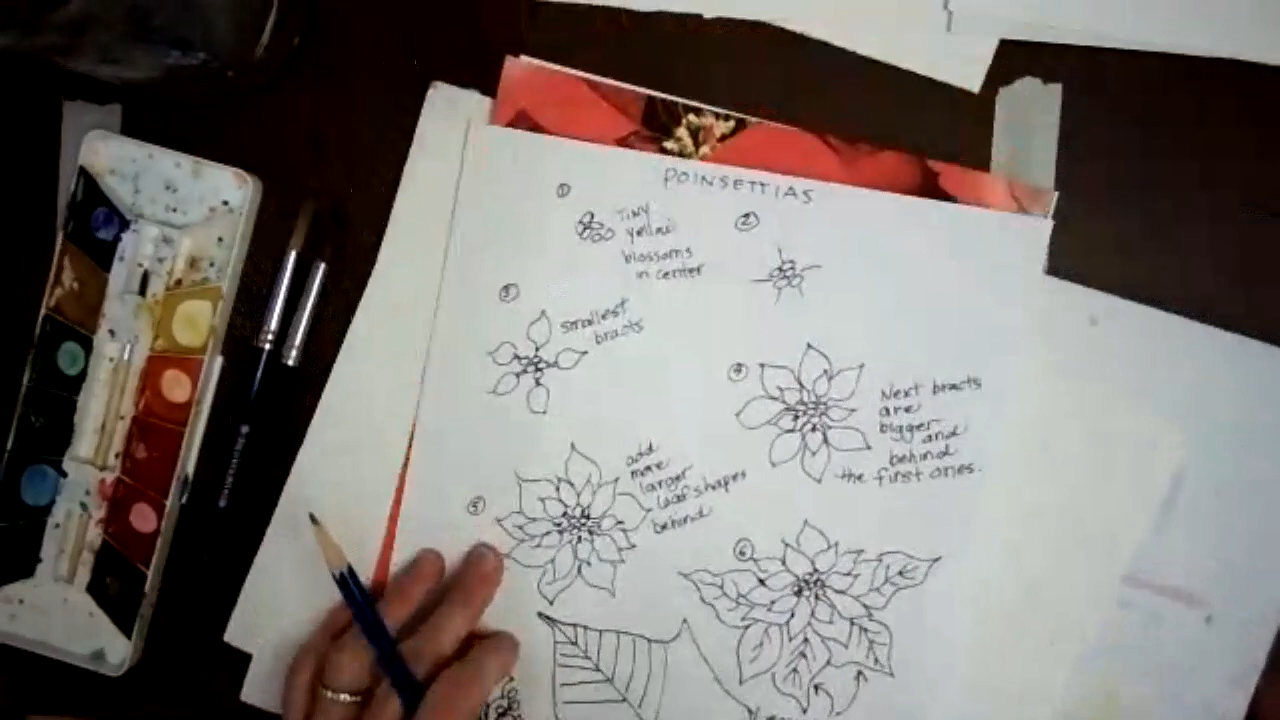 POINSETTIAS
①
Tiny
yellow
blossoms
in center
②
③
smallest
bracts
④
Next bracts
are
bigger
and
behind
the first ones.
⑤
add
more
larger
leaf shapes
behind
⑥